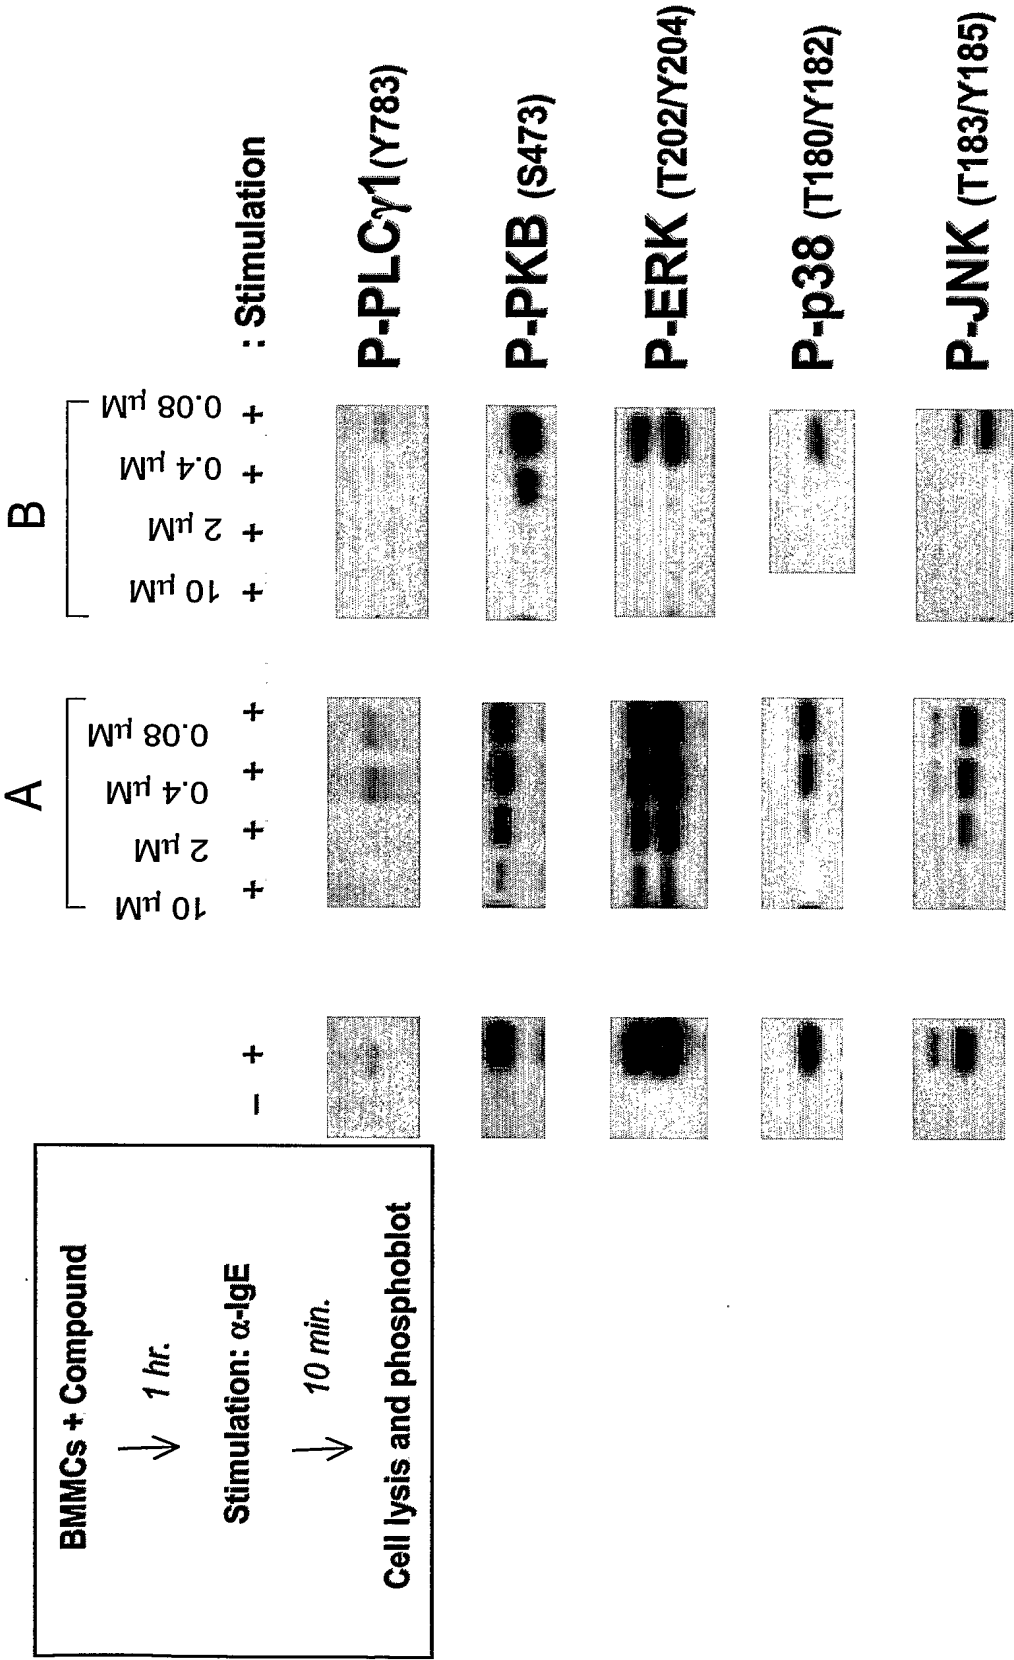 BMMCs + Compound
1 hr.
Stimulation: α-IgE
10 min.
Cell lysis and phosphoblot
A
B
10 µM 2 µM 0.4 µM 0.08 µM 10 µM 2 µM 0.4 µM 0.08 µM
− + + + + + + + + + : Stimulation
P-PLCγ1 (Y783)
P-PKB (S473)
P-ERK (T202/Y204)
P-p38 (T180/Y182)
P-JNK (T183/Y185)